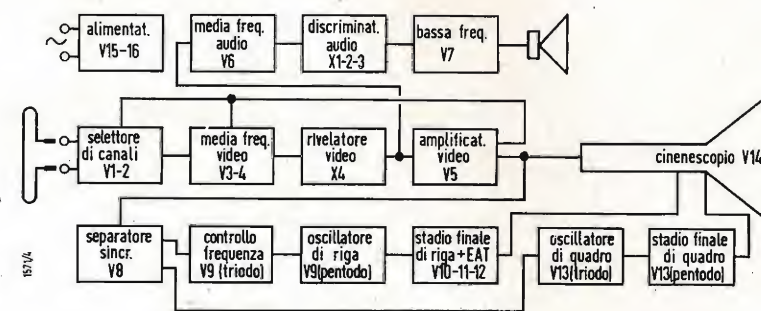 alimentat.
V15-16
media freq.
audio
V6
discriminat.
audio
X1-2-3
bassa freq.
V7
selettore
di canali
V1-2
media freq.
video
V3-4
rivelatore
video
X4
amplificat.
video
V5
cinenescopio V14
separatore
sincr.
V8
controllo
frequenza
V9 (triodo)
oscillatore
di riga
V9(pentodo)
stadio finale
di riga+EAT
V10-11-12
oscillatore
di quadro
V13(triodo)
stadio finale
di quadro
V13(pentodo)
1571/4